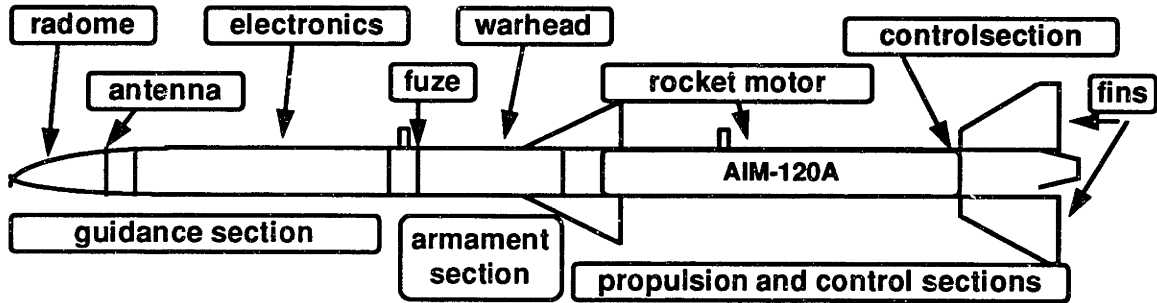 radome
electronics
warhead
controlsection
antenna
fuze
rocket motor
fins
AIM-120A
guidance section
armament
section
propulsion and control sections